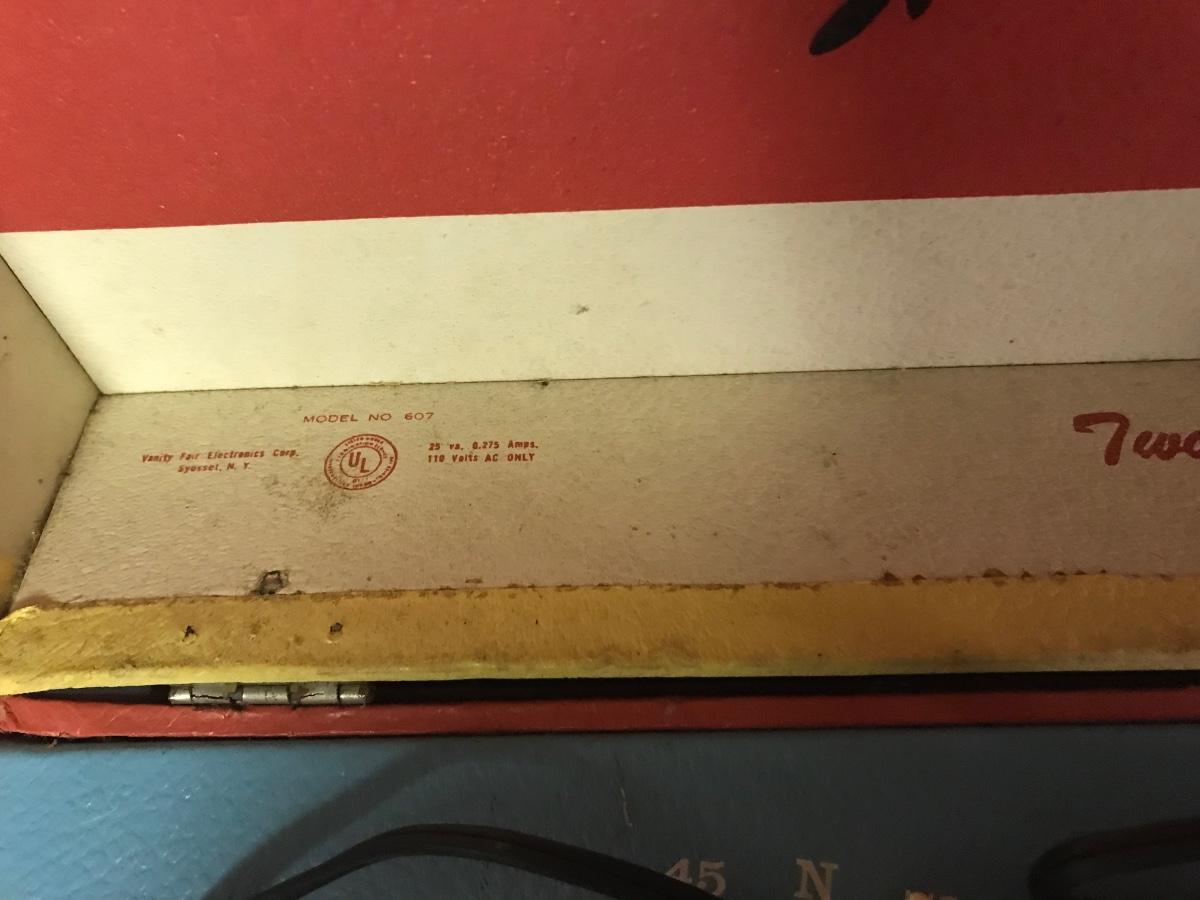 MODEL NO 607
Vanity Fair Electronics Corp.
Syosset, N. Y.
UL
25 va, 0.275 Amps.
110 Volts AC ONLY
45 N